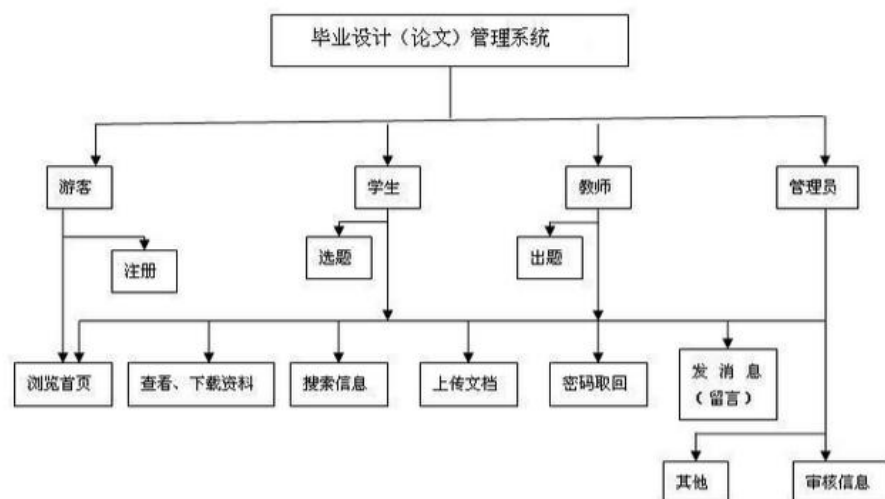 毕业设计（论文）管理系统
游客
学生
教师
管理员
注册
选题
出题
浏览首页
查看、下载资料
搜索信息
上传文档
密码取回
发消息
（留言）
其他
审核信息